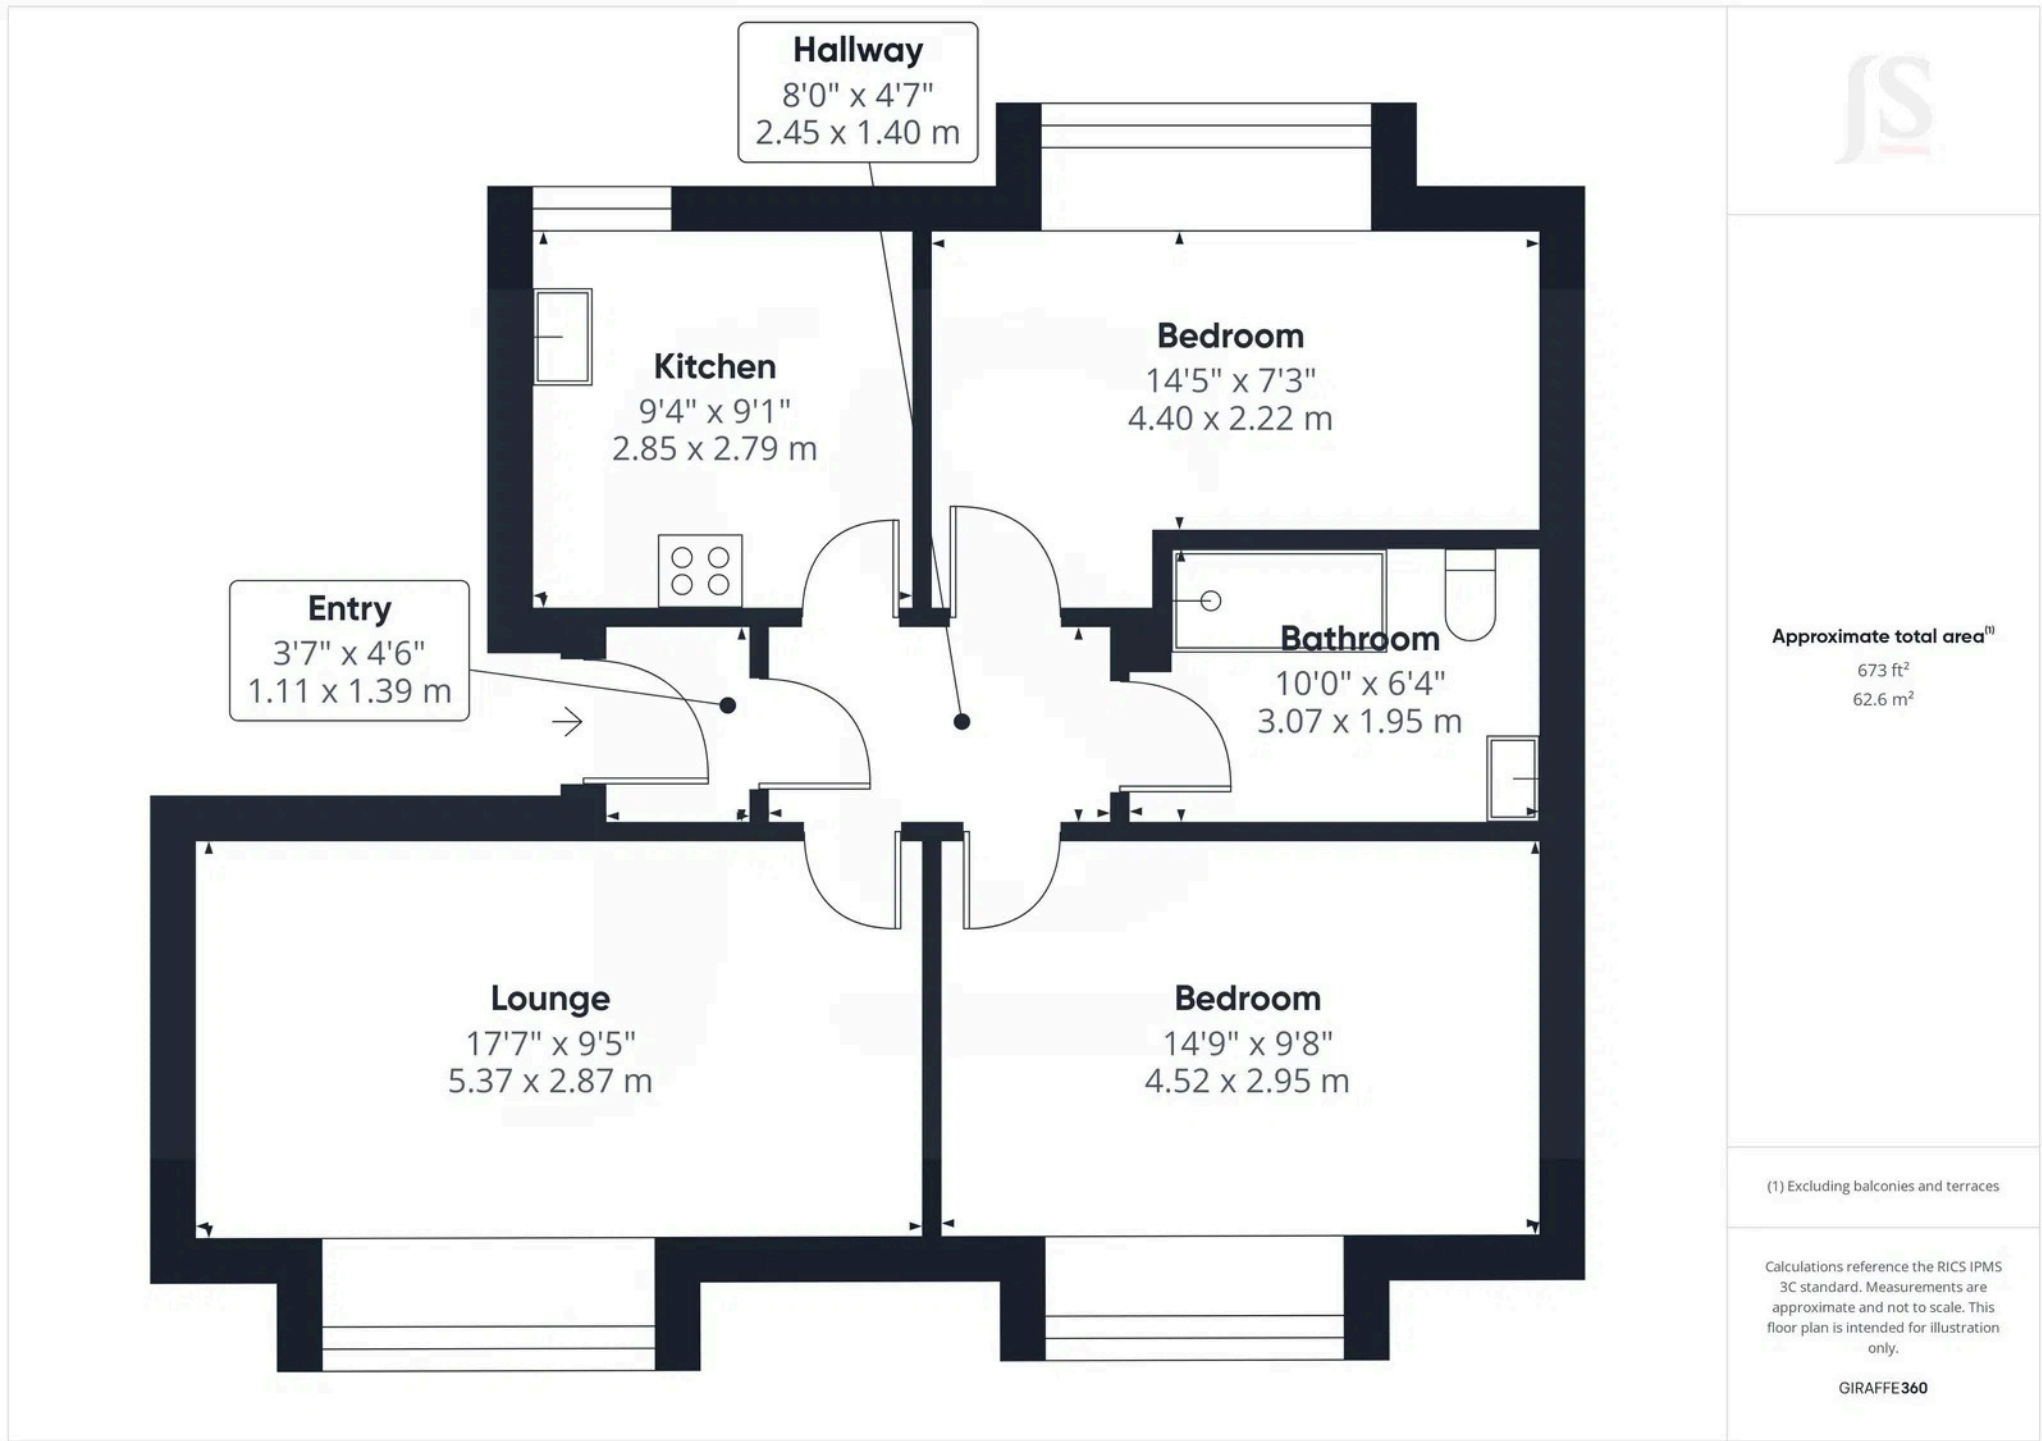 Hallway
8'0" x 4'7"
2.45 x 1.40 m
Kitchen
9'4" x 9'1"
2.85 x 2.79 m
Bedroom
14'5" x 7'3"
4.40 x 2.22 m
Entry
3'7" x 4'6"
1.11 x 1.39 m
Bathroom
10'0" x 6'4"
3.07 x 1.95 m
Lounge
17'7" x 9'5"
5.37 x 2.87 m
Bedroom
14'9" x 9'8"
4.52 x 2.95 m
JS
Approximate total area⁽¹⁾
673 ft²
62.6 m²
(1) Excluding balconies and terraces
Calculations reference the RICS IPMS
3C standard. Measurements are
approximate and not to scale. This
floor plan is intended for illustration
only.
GIRAFFE360